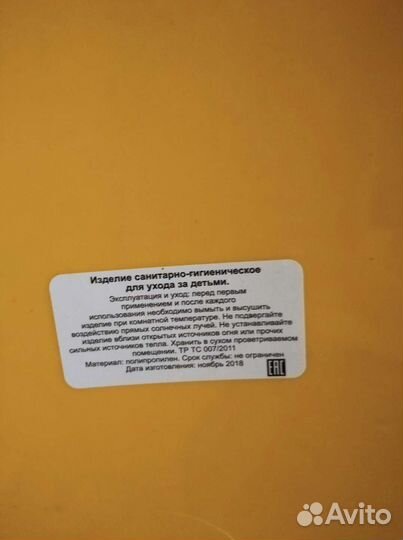 Изделие санитарно-гигиеническое
для ухода за детьми.
Эксплуатация и уход: перед первым
применением и после каждого
использования необходимо вымыть и высушить
изделие при комнатной температуре. Не подвергайте
воздействию прямых солнечных лучей. Не устанавливайте
изделие вблизи открытых источников огня или прочих
сильных источников тепла. Хранить в сухом проветриваемом
помещении. ТР ТС 007/2011
Материал: полипропилен. Срок службы: не ограничен
Дата изготовления: ноябрь 2018
EAC
Avito